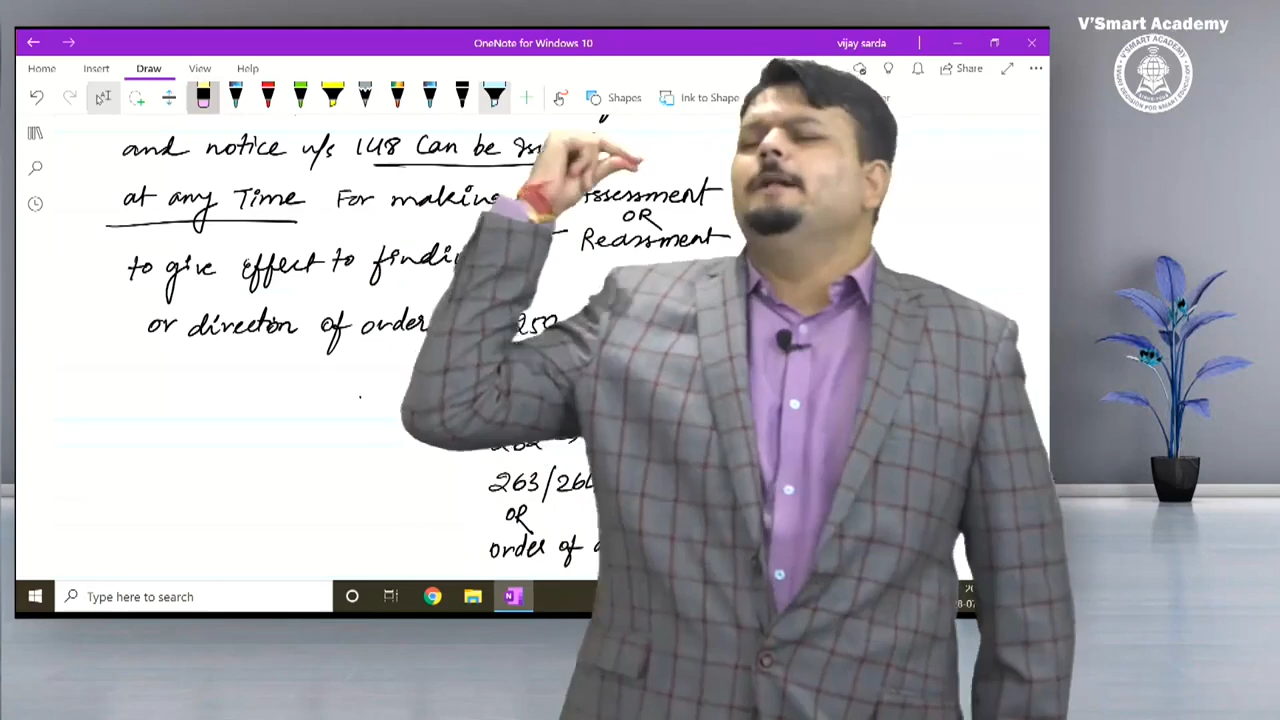 V'Smart Academy
OneNote for Windows 10
vijay sarda
Home Insert Draw View Help
Share
Shapes
Ink to Shape
and notice u/s 148 Can be
at any Time For making Assessment
OR
Reassment
to give effect to
or direction of order 250
263/26
OR
order of
Type here to search